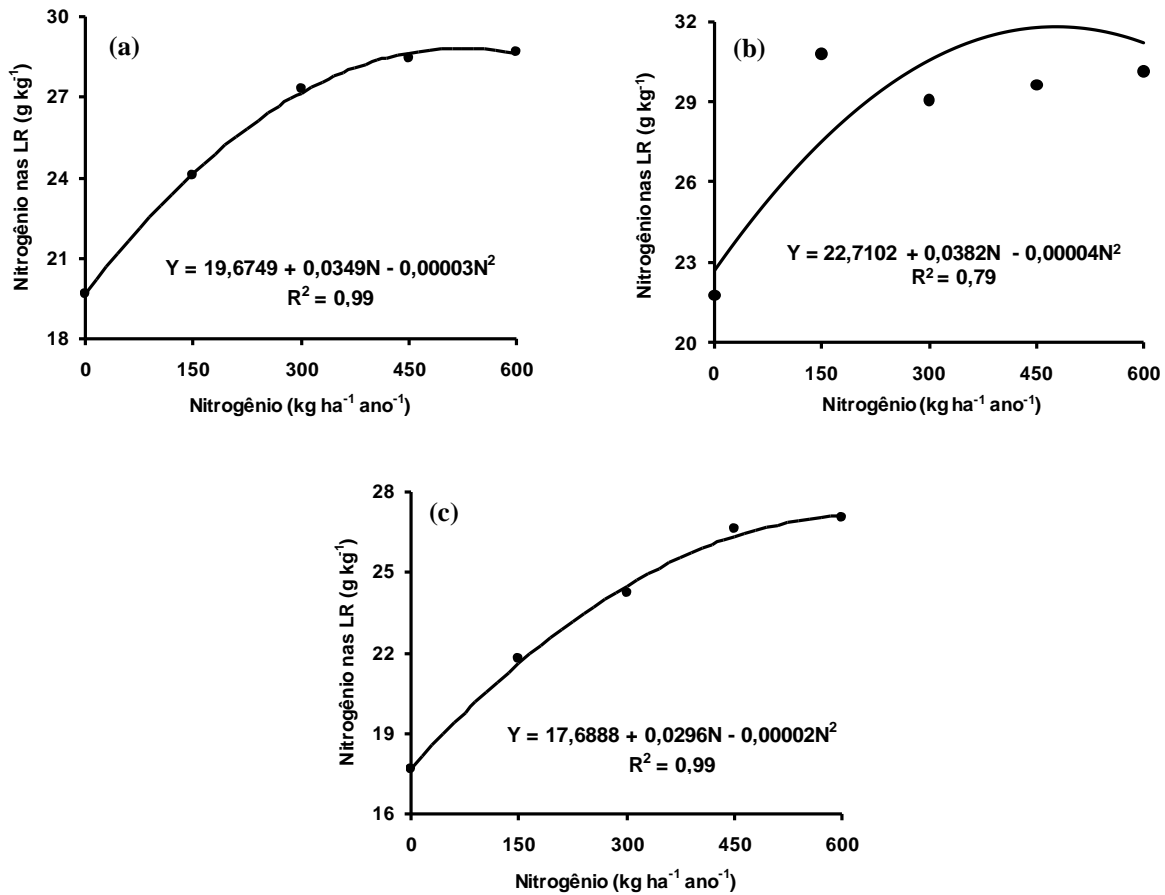 (a)
Nitrogênio nas LR (g kg⁻¹)
30
27
24
21
18
Y = 19,6749 + 0,0349N - 0,00003N²
R² = 0,99
0 150 300 450 600
Nitrogênio (kg ha⁻¹ ano⁻¹)
(b)
Nitrogênio nas LR (g kg⁻¹)
32
29
26
23
20
Y = 22,7102 + 0,0382N - 0,00004N²
R² = 0,79
0 150 300 450 600
Nitrogênio (kg ha⁻¹ ano⁻¹)
(c)
Nitrogênio nas LR (g kg⁻¹)
28
25
22
19
16
Y = 17,6888 + 0,0296N - 0,00002N²
R² = 0,99
0 150 300 450 600
Nitrogênio (kg ha⁻¹ ano⁻¹)